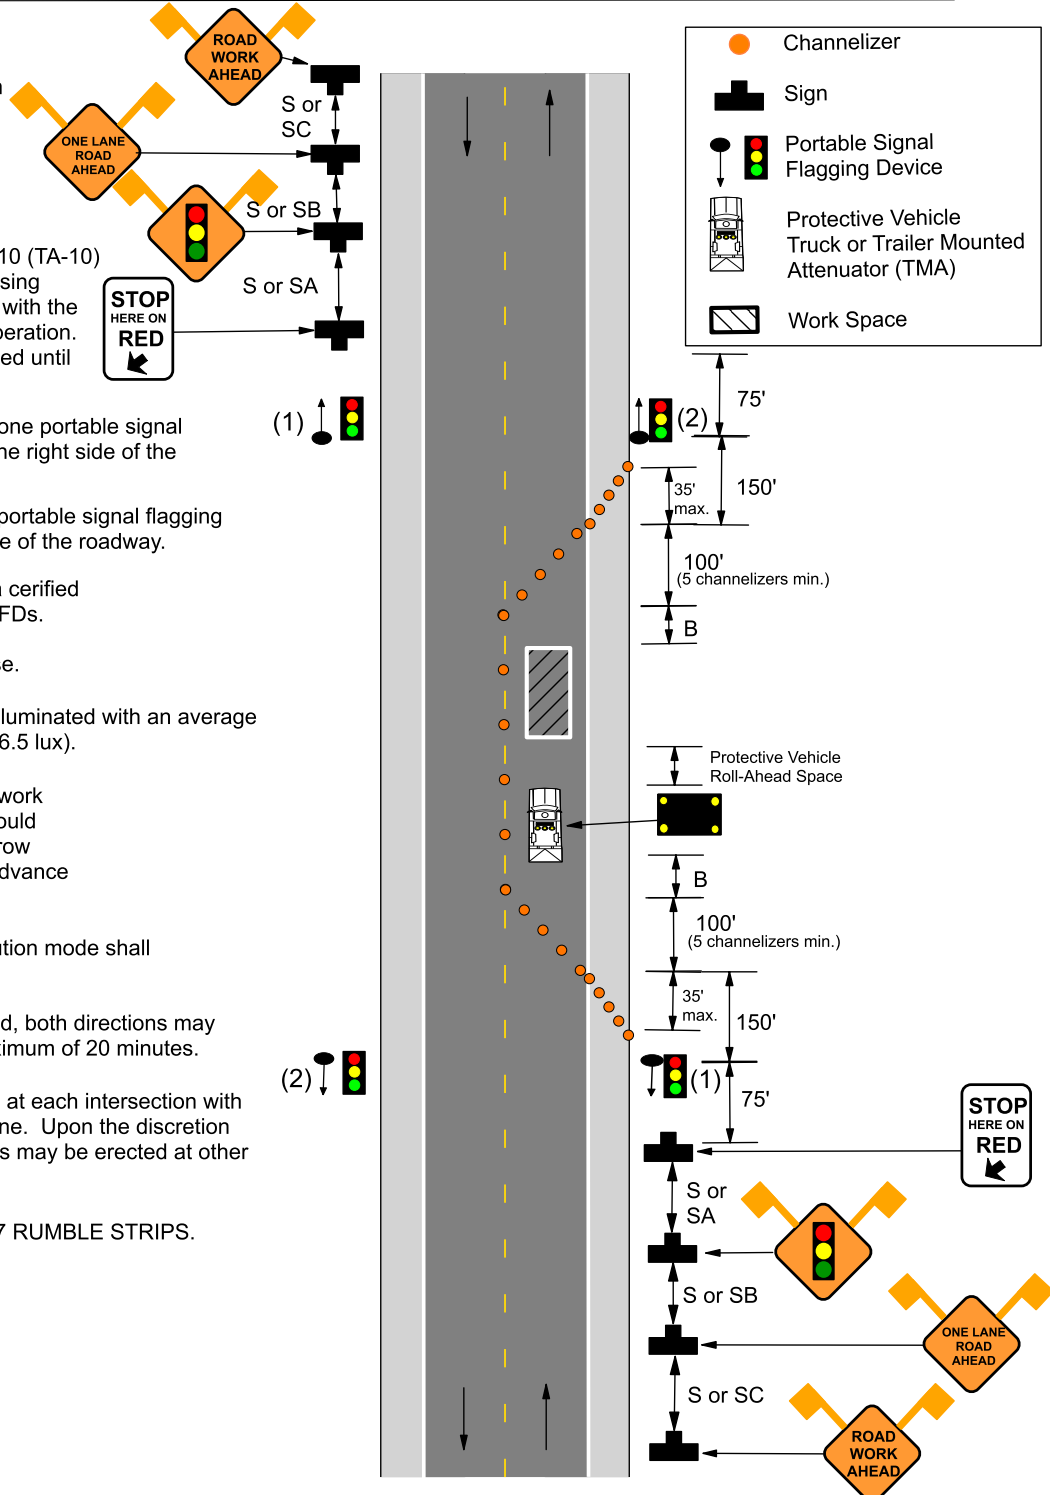 ROAD
WORK
AHEAD
ONE LANE
ROAD
AHEAD
S or
SC
S or SB
S or SA
10 (TA-10)
sing
with the
peration.
ed until
STOP
HERE ON
RED
one portable signal
ne right side of the
portable signal flagging
e of the roadway.
a cerified
FDs.
se.
lluminated with an average
6.5 lux).
work
ould
row
dvance
ution mode shall
d, both directions may
ximum of 20 minutes.
at each intersection with
ne. Upon the discretion
s may be erected at other
7 RUMBLE STRIPS.
(1)
(2)
Channelizer
Sign
Portable Signal
Flagging Device
Protective Vehicle
Truck or Trailer Mounted
Attenuator (TMA)
Work Space
75'
(2)
150'
35'
max.
100'
(5 channelizers min.)
B
Protective Vehicle
Roll-Ahead Space
B
100'
(5 channelizers min.)
35'
max.
150'
(1)
75'
STOP
HERE ON
RED
S or
SA
S or SB
ONE LANE
ROAD
AHEAD
S or SC
ROAD
WORK
AHEAD